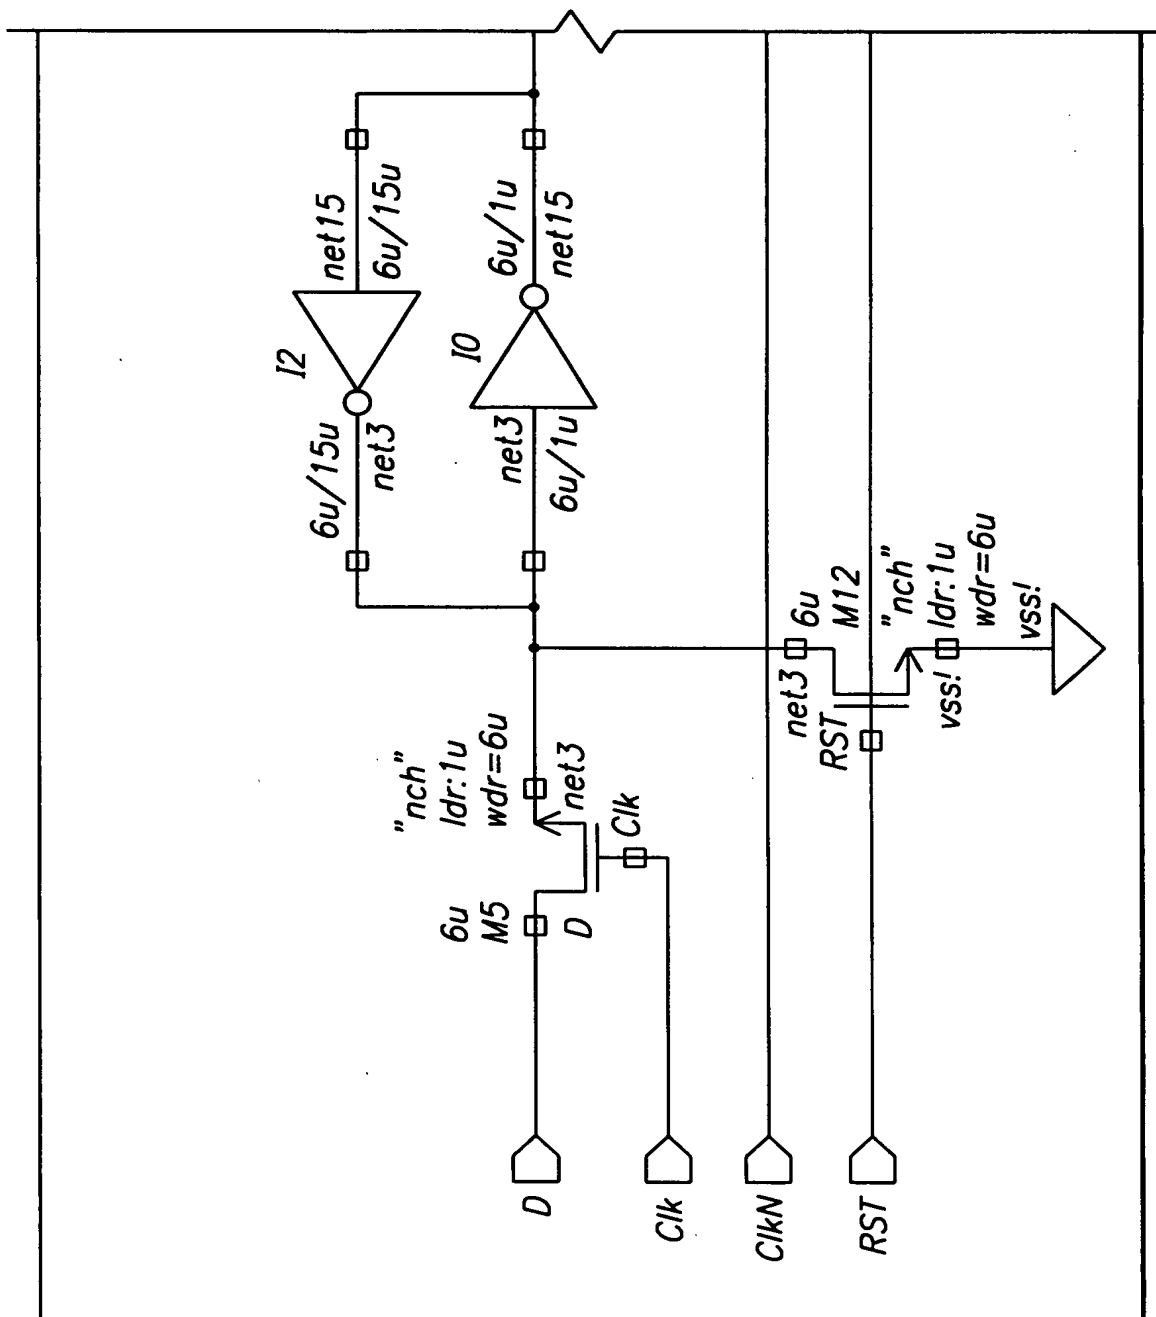 I2
net15
6u/15u
6u/15u
net3
I0
6u/1u
net15
net3
6u/1u
"nch"
ldr:1u
wdr=6u
net3
6u
M5
D
Clk
6u
M12
"nch"
ldr:1u
wdr=6u
vss!
net3
RST
vss!
D
Clk
ClkN
RST